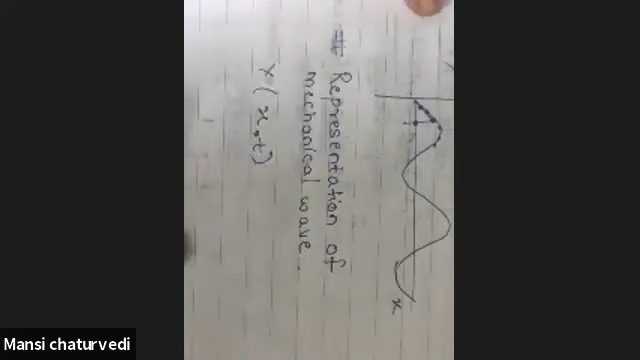 # Representation of
mechanical wave.
Y=(x,t)
x
Mansi chaturvedi